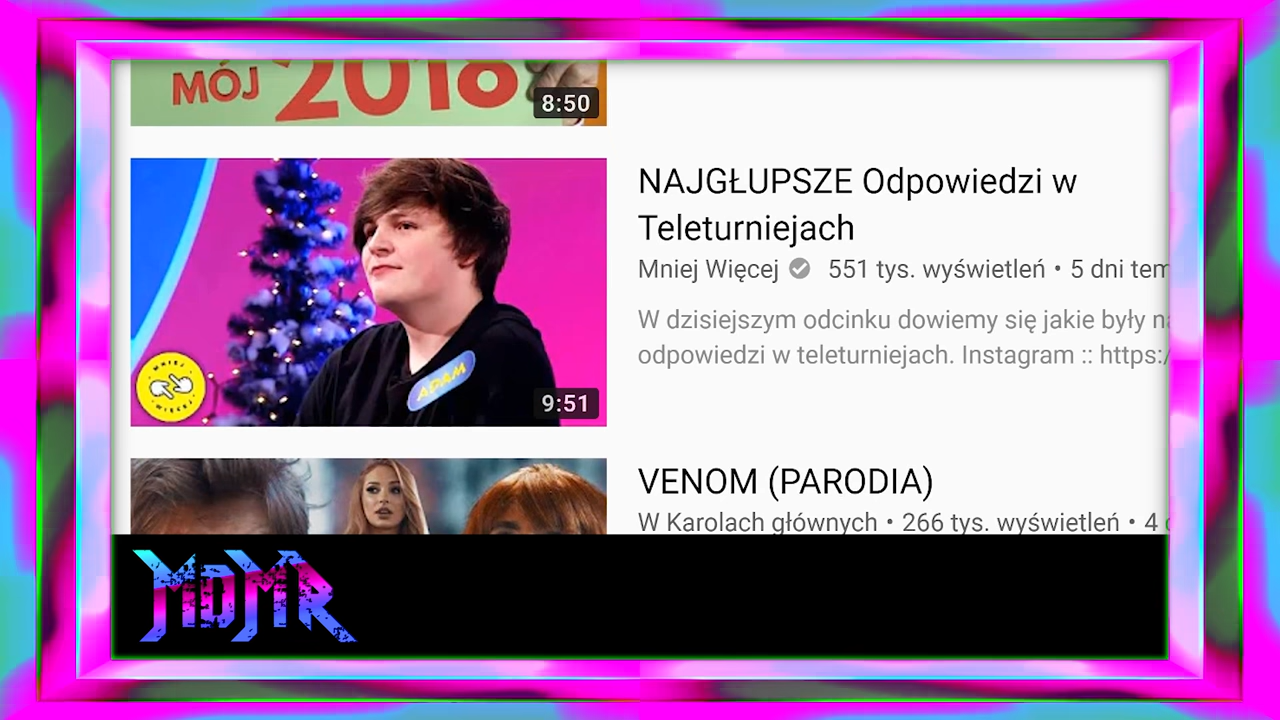 MÓJ 2018
8:50
NAJGŁUPSZE Odpowiedzi w
Teleturniejach
Mniej Więcej 551 tys. wyświetleń • 5 dni tem
W dzisiejszym odcinku dowiemy się jakie były na
odpowiedzi w teleturniejach. Instagram :: https:/
ADAM
MNIEJ
WIĘCEJ
9:51
VENOM (PARODIA)
W Karolach głównych • 266 tys. wyświetleń • 4 d
MDMR